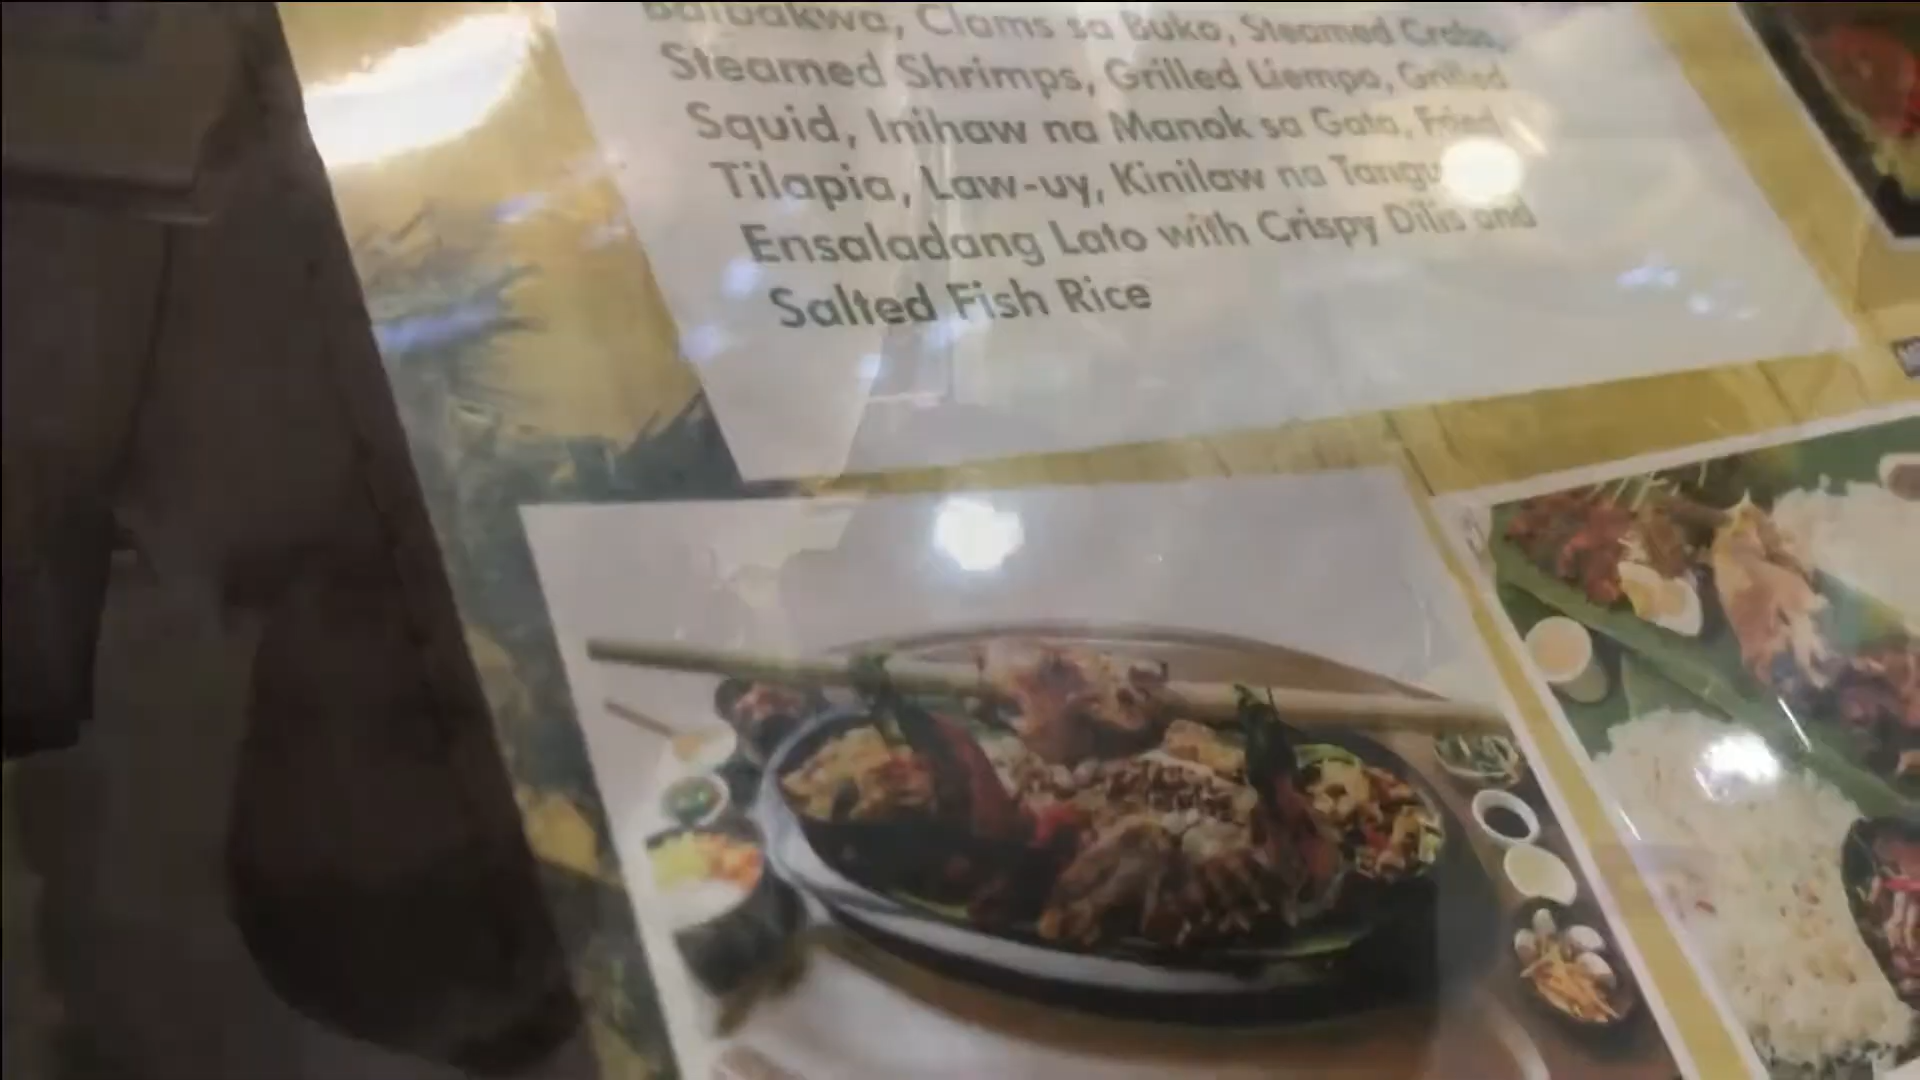 Balbakwa, Clams sa Buko, Steamed Crabs,
Steamed Shrimps, Grilled Liempo, Grilled
Squid, Inihaw na Manok sa Gata, Fried
Tilapia, Law-uy, Kinilaw na
Ensaladang Lato with Crispy Dilis and
Salted Fish Rice